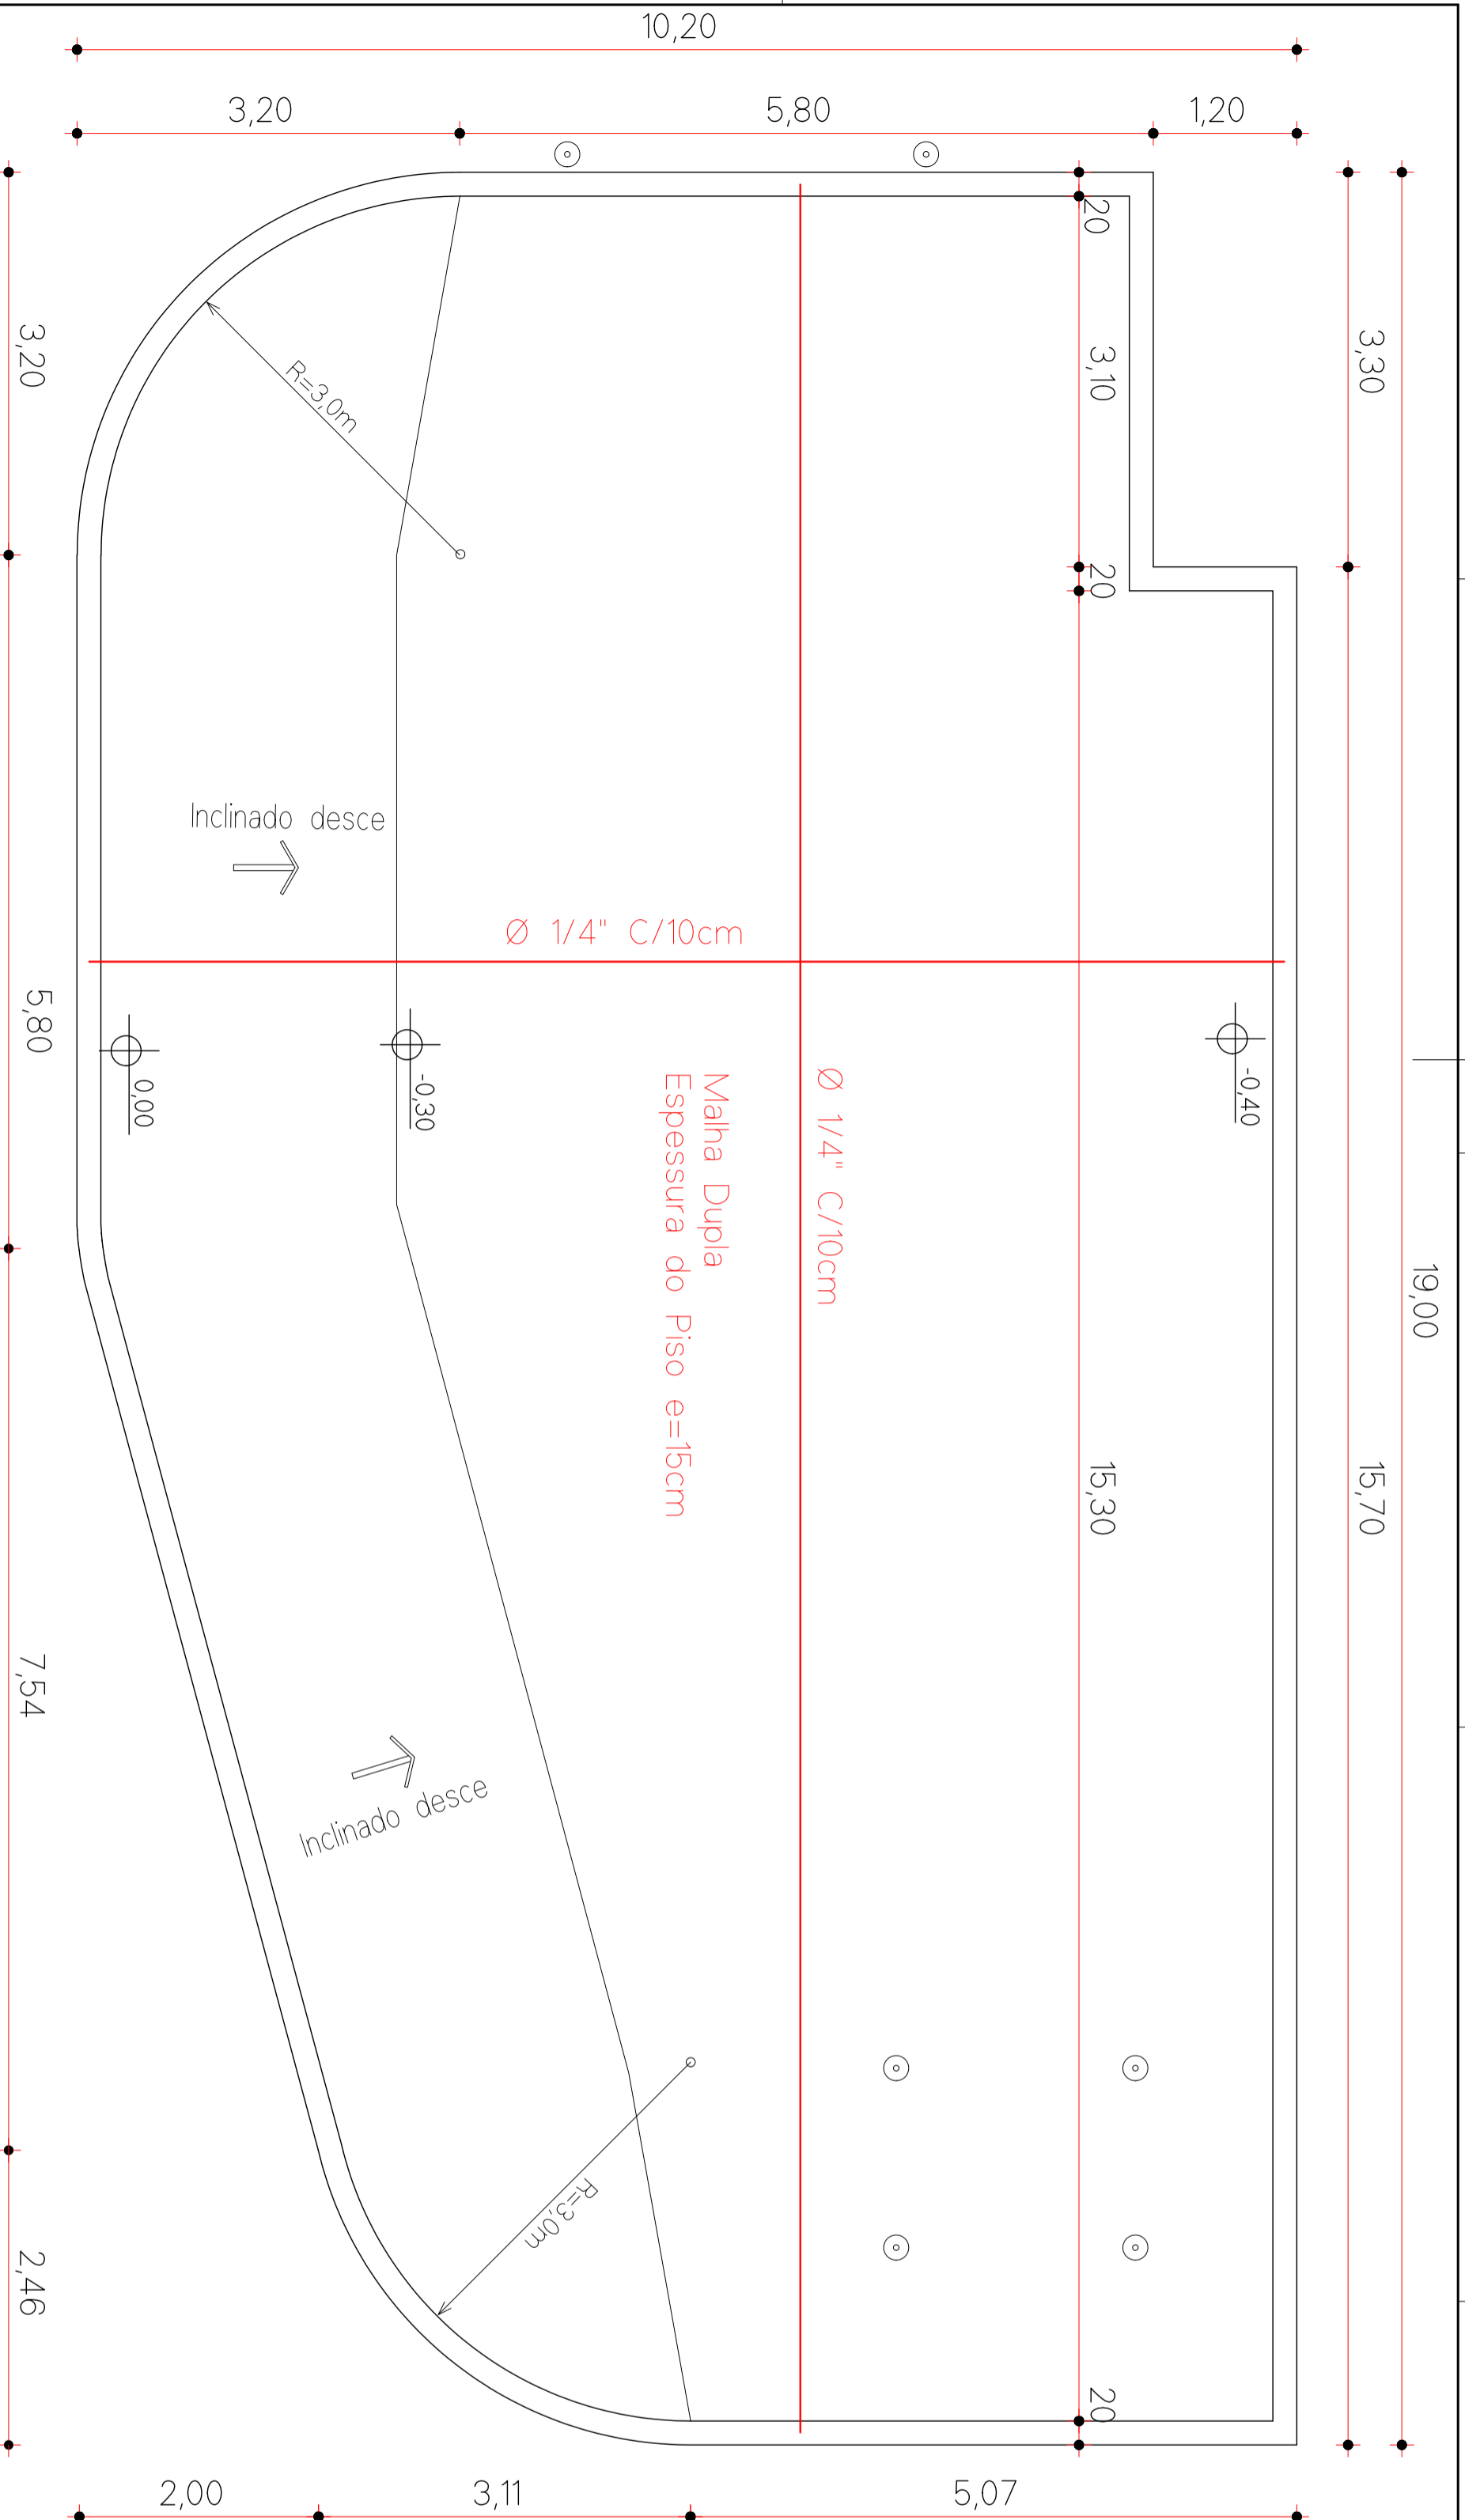 10,20
3,20
5,80
1,20
20
3,10
3,30
3,20
R=3,0m
20
Inclinado desce
Ø 1/4" C/10cm
5,80
0,00
-0,30
-0,40
Ø 1/4" C/10cm
Malha Dupla
Espessura do Piso e=15cm
19,00
15,30
15,70
7,54
Inclinado desce
R=3,0m
2,46
20
2,00
3,11
5,07